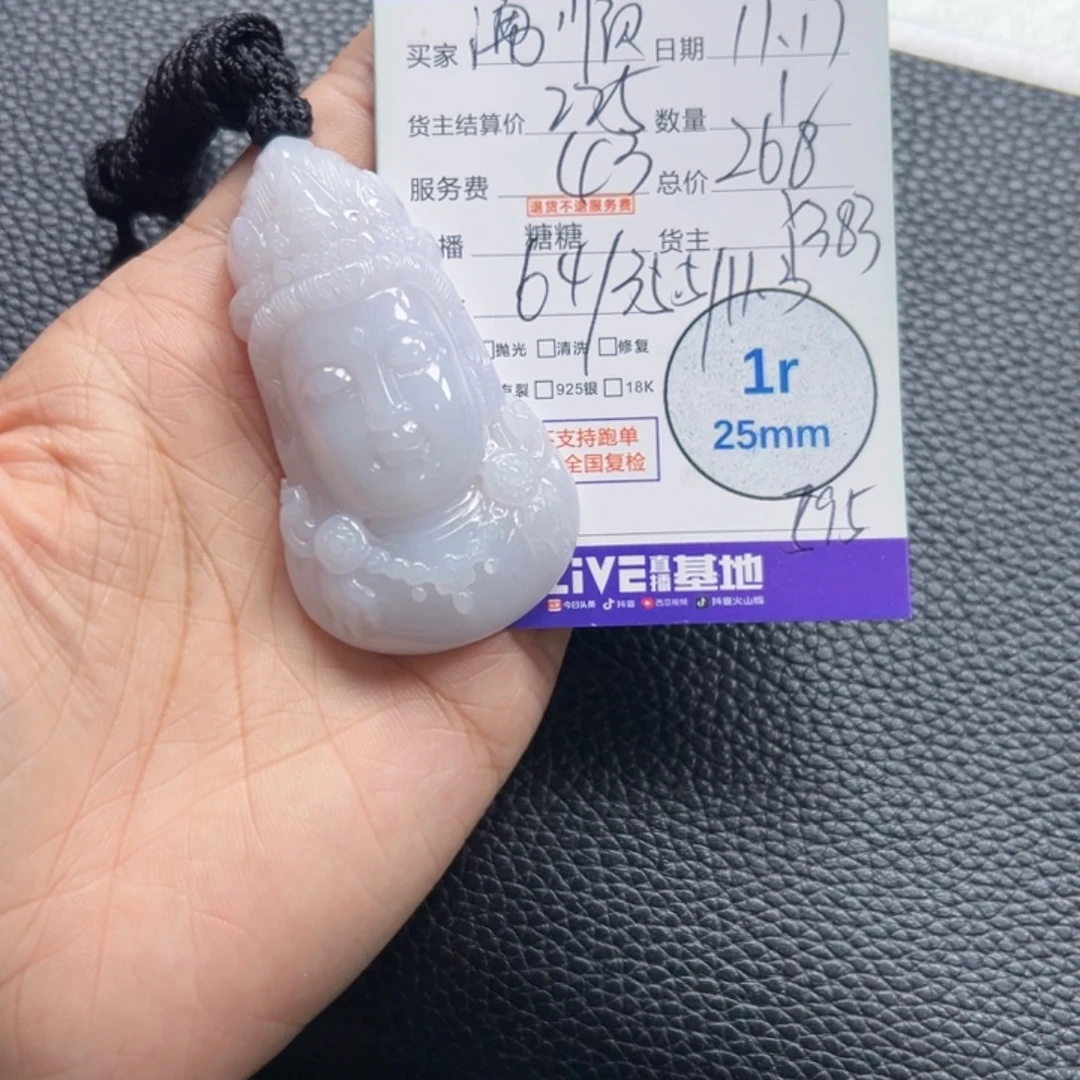 买家 日期 11.17
货主结算价 225 数量 1
服务费 43 总价 268
退货不退服务费
播 糖糖 货主
抛光 清洗 修复
裂 925银 18K
支持跑单
全国复检
1r
25mm
795
LiVE直播基地
今日头条 抖音 西瓜视频 抖音火山版